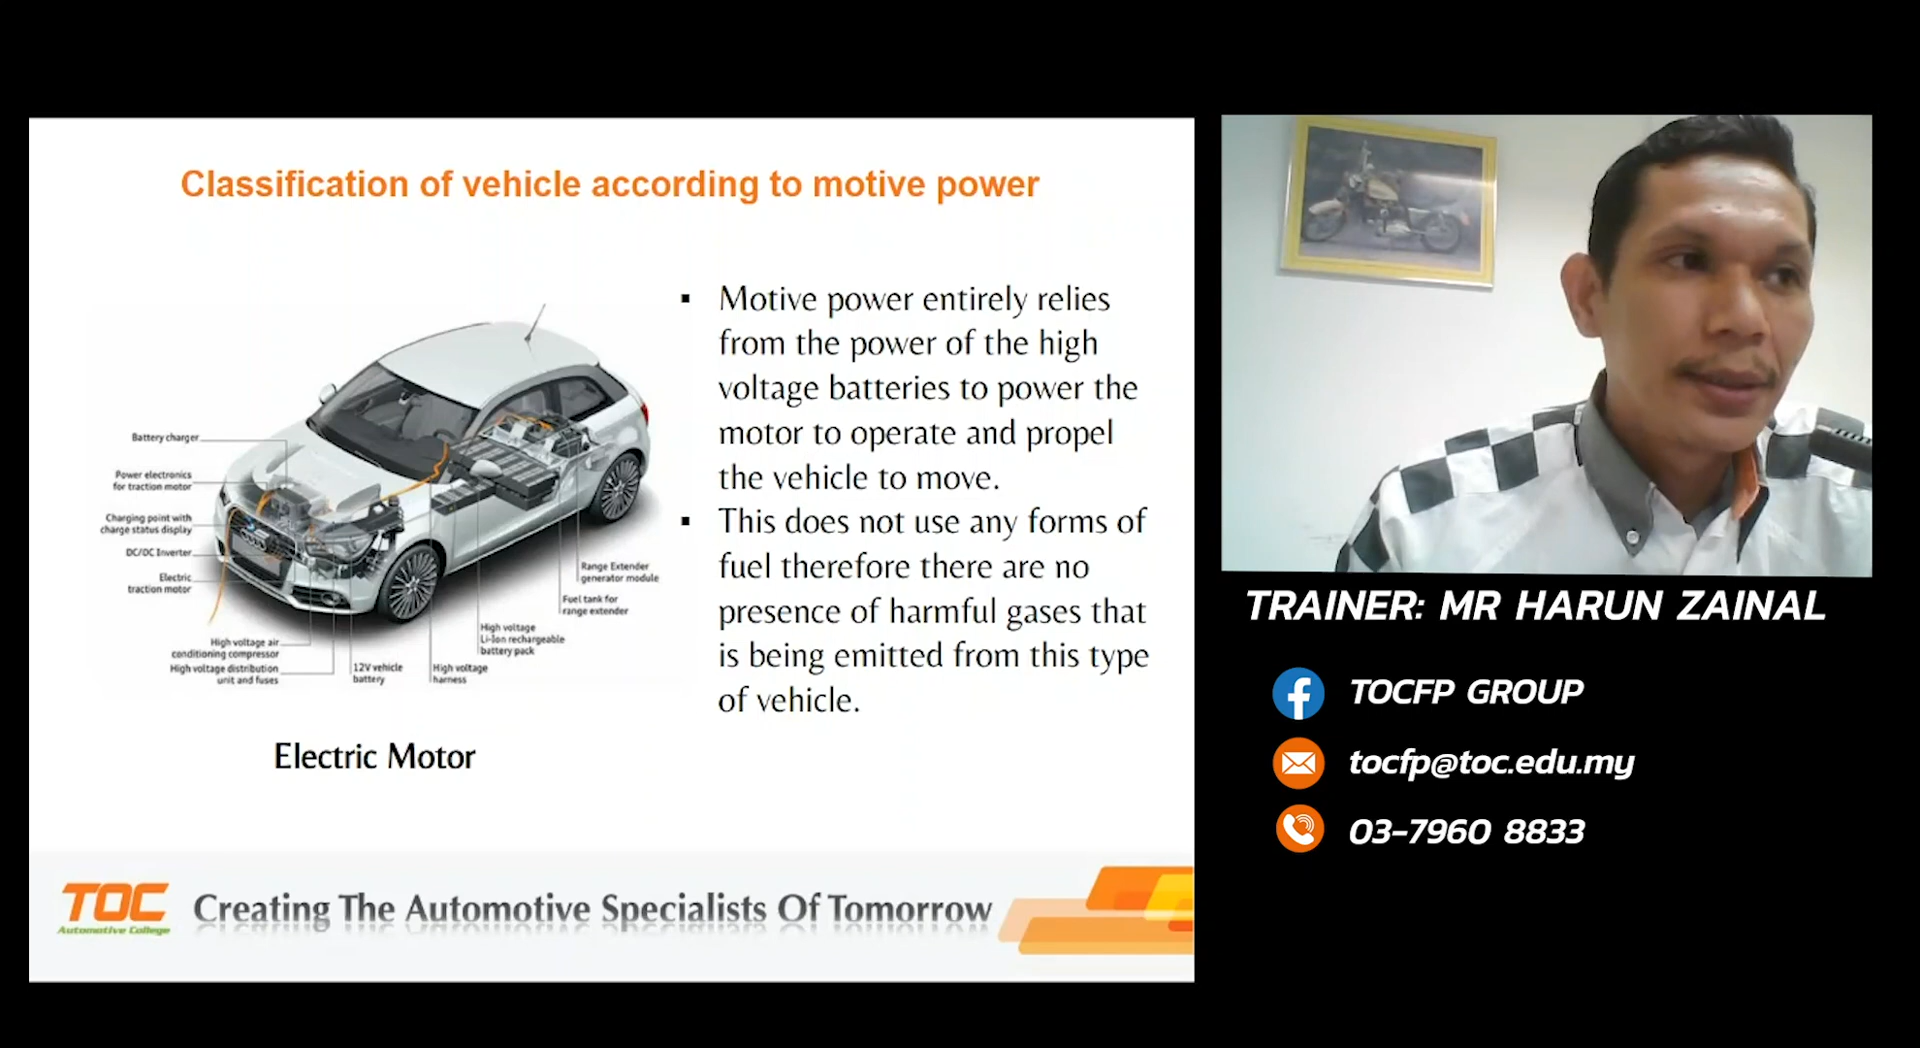 Classification of vehicle according to motive power
Battery charger
Power electronics
for traction motor
Charging point with
charge status display
DC/DC Inverter
Electric
traction motor
High voltage air
conditioning compressor
High voltage distribution
unit and fuses
12V vehicle
battery
High voltage
harness
High voltage
Li-Ion rechargeable
battery pack
Fuel tank for
range extender
Range Extender
generator module
Electric Motor
▪ Motive power entirely relies
from the power of the high
voltage batteries to power the
motor to operate and propel
the vehicle to move.
▪ This does not use any forms of
fuel therefore there are no
presence of harmful gases that
is being emitted from this type
of vehicle.
TOC
Automotive College
Creating The Automotive Specialists Of Tomorrow
TRAINER: MR HARUN ZAINAL
TOCFP GROUP
tocfp@toc.edu.my
03-7960 8833